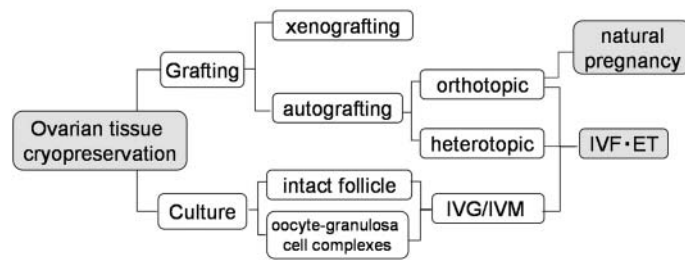 xenografting
natural
pregnancy
Grafting
orthotopic
autografting
Ovarian tissue
cryopreservation
heterotopic
IVF・ET
intact follicle
Culture
IVG/IVM
oocyte-granulosa
cell complexes